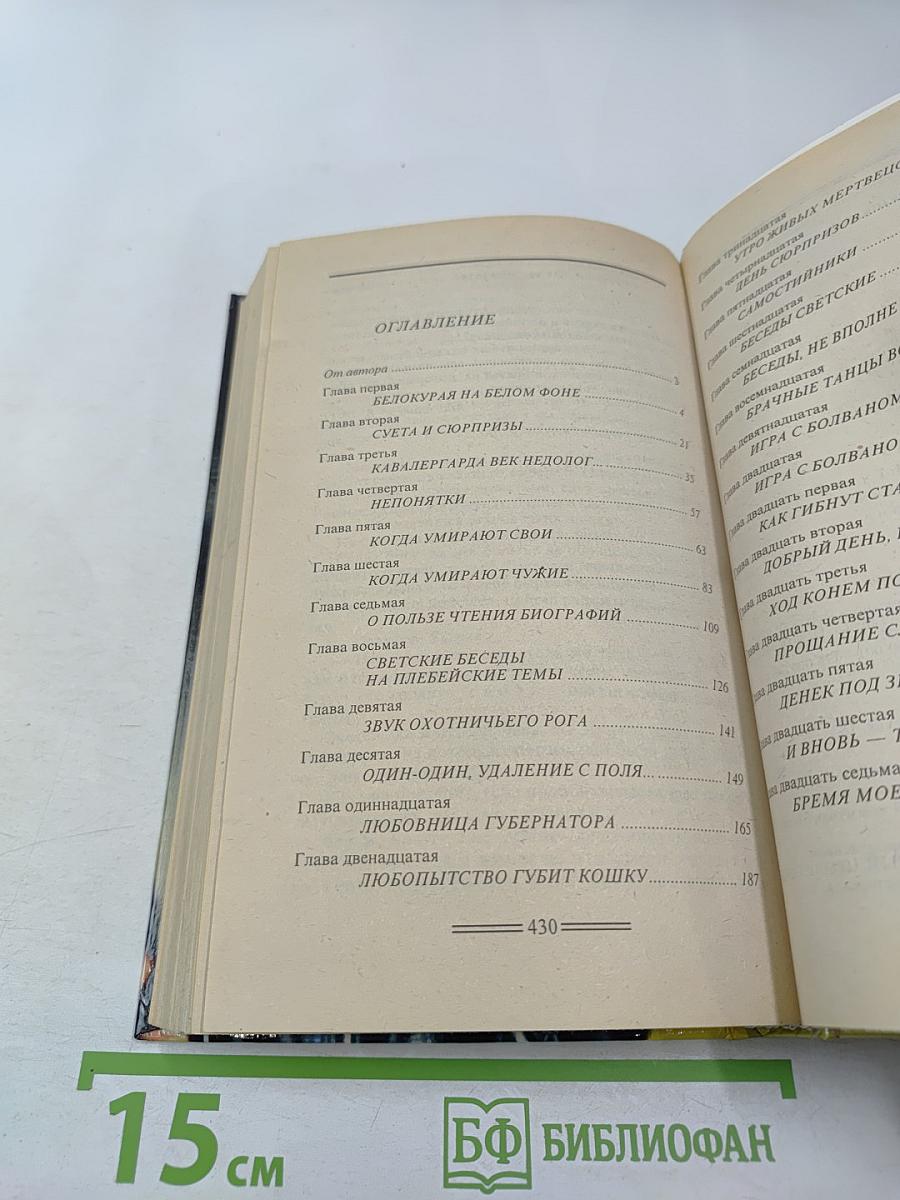 ОГЛАВЛЕНИЕ
От автора ........ 3
Глава первая
БЕЛОКУРАЯ НА БЕЛОМ ФОНЕ ........ 4
Глава вторая
СУЕТА И СЮРПРИЗЫ ........ 21
Глава третья
КАВАЛЕРГАРДА ВЕК НЕДОЛОГ... ........ 35
Глава четвертая
НЕПОНЯТКИ ........ 57
Глава пятая
КОГДА УМИРАЮТ СВОИ ........ 63
Глава шестая
КОГДА УМИРАЮТ ЧУЖИЕ ........ 83
Глава седьмая
О ПОЛЬЗЕ ЧТЕНИЯ БИОГРАФИЙ ........ 109
Глава восьмая
СВЕТСКИЕ БЕСЕДЫ
НА ПЛЕБЕЙСКИЕ ТЕМЫ ........ 126
Глава девятая
ЗВУК ОХОТНИЧЬЕГО РОГА ........ 141
Глава десятая
ОДИН-ОДИН, УДАЛЕНИЕ С ПОЛЯ... ........ 149
Глава одиннадцатая
ЛЮБОВНИЦА ГУБЕРНАТОРА ........ 165
Глава двенадцатая
ЛЮБОПЫТСТВО ГУБИТ КОШКУ ........ 187
430
Глава тринадцатая
УТРО ЖИВЫХ МЕРТВЕЦО
Глава четырнадцатая
ДЕНЬ СЮРПРИЗОВ ........
Глава пятнадцатая
САМОСТИЙНИКИ ........
Глава шестнадцатая
БЕСЕДЫ СВЕТСКИЕ ........
Глава семнадцатая
БЕСЕДЫ, НЕ ВПОЛНЕ
Глава восемнадцатая
БРАЧНЫЕ ТАНЦЫ ВО
Глава девятнадцатая
ИГРА С БОЛВАНОМ
Глава двадцатая
ИГРА С БОЛВАНО
Глава двадцать первая
КАК ГИБНУТ СТА
Глава двадцать вторая
ДОБРЫЙ ДЕНЬ,
Глава двадцать третья
ХОД КОНЕМ ПО
Глава двадцать четвертая
ПРОЩАНИЕ СЛ
Глава двадцать пятая
ДЕНЕК ПОД ЗН
Глава двадцать шестая
И ВНОВЬ — Т
Глава двадцать седьма
БРЕМЯ МОЕ
15 см
БФ БИБЛИОФАН